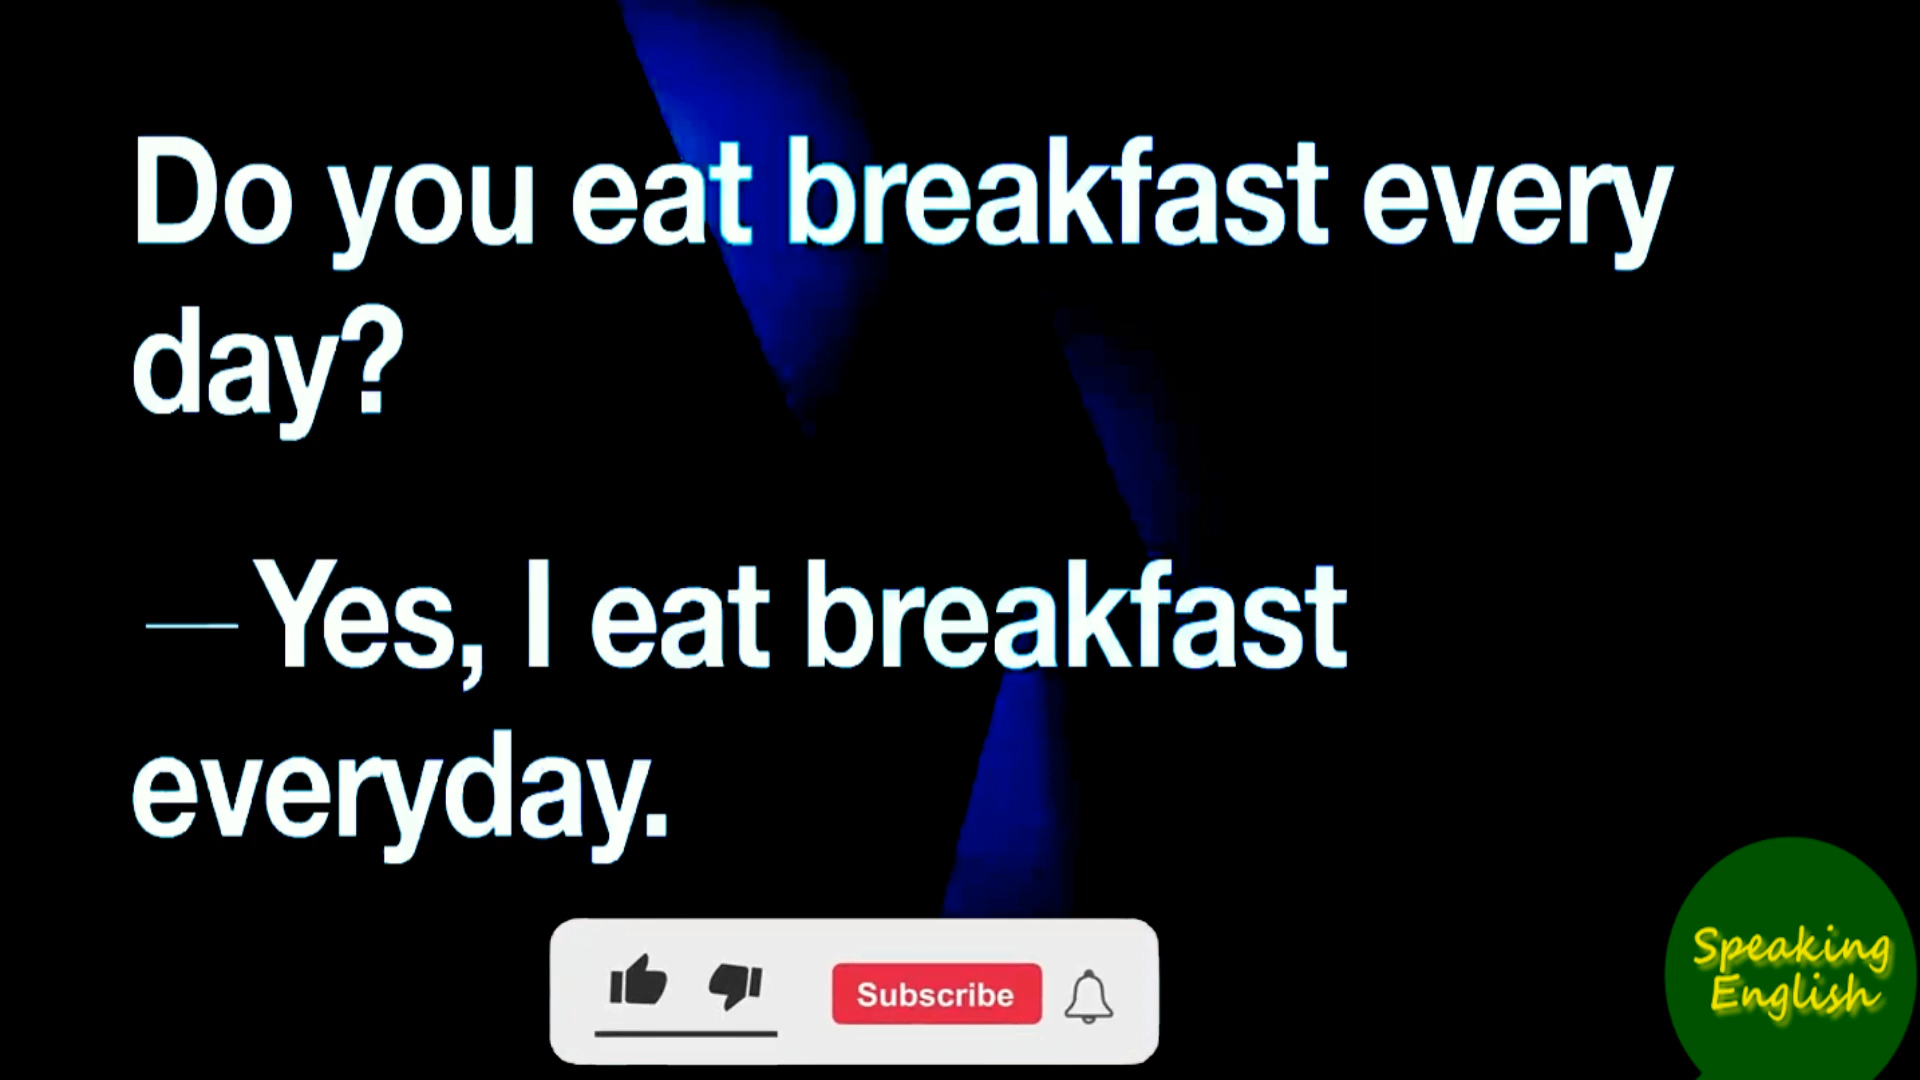 Do you eat breakfast every
day?
— Yes, I eat breakfast
everyday.
Subscribe
Speaking
English